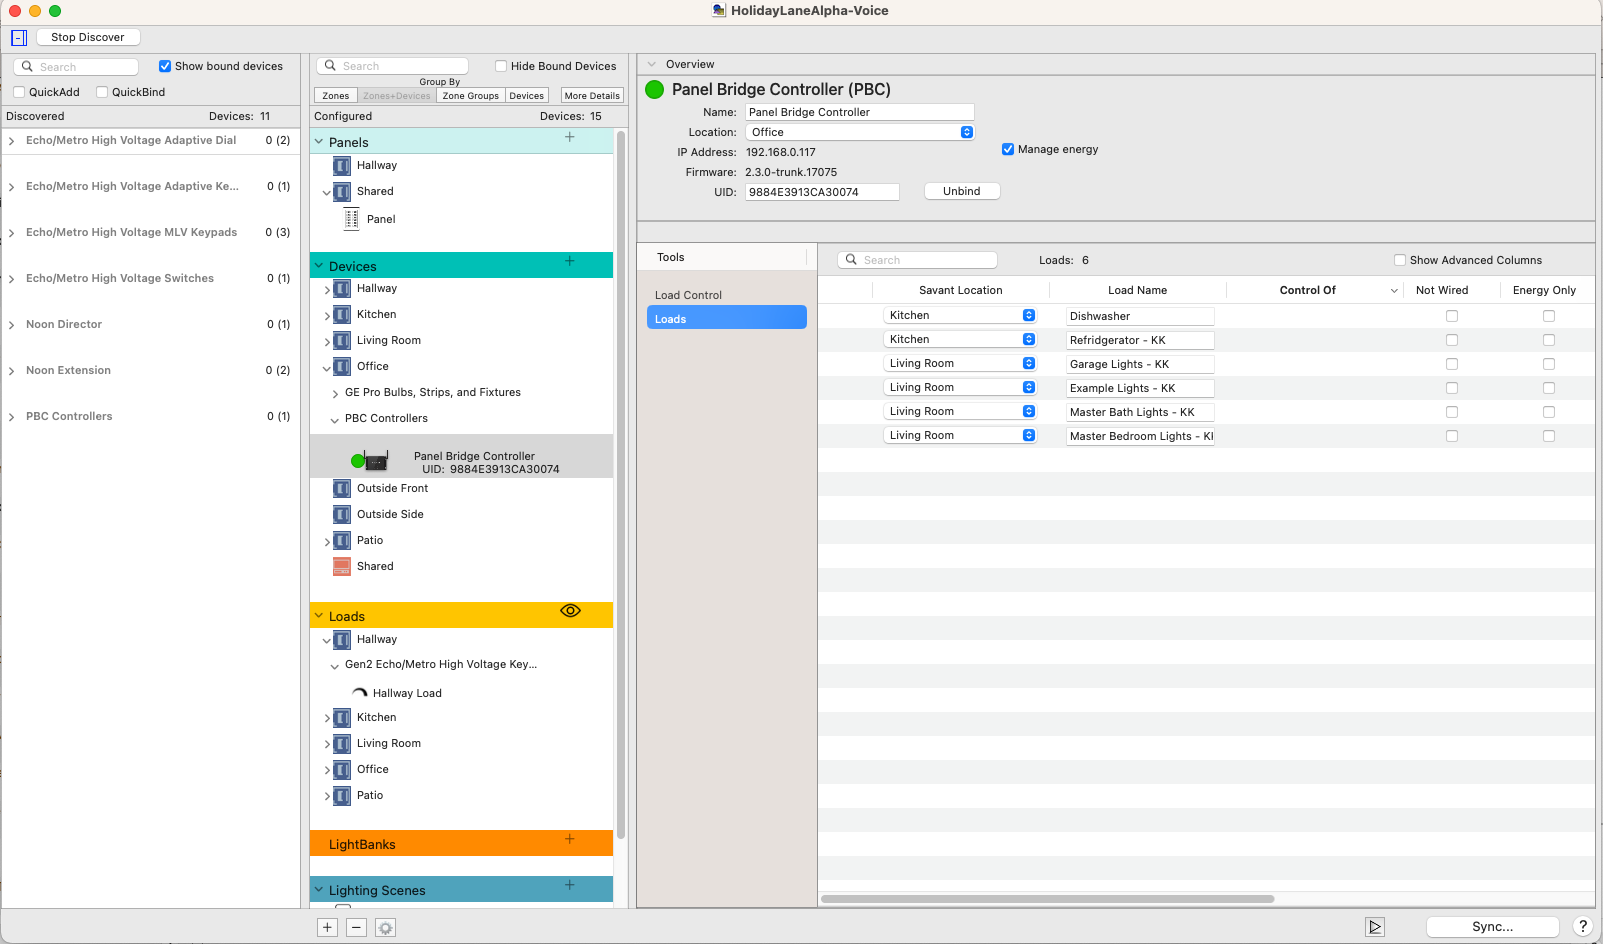 HolidayLaneAlpha-Voice
Stop Discover
Search
Show bound devices
QuickAdd
QuickBind
Discovered
Devices: 11
Echo/Metro High Voltage Adaptive Dial 0 (2)
Echo/Metro High Voltage Adaptive Ke... 0 (1)
Echo/Metro High Voltage MLV Keypads 0 (3)
Echo/Metro High Voltage Switches 0 (1)
Noon Director 0 (1)
Noon Extension 0 (2)
PBC Controllers 0 (1)
Search
Hide Bound Devices
Group By
Zones Zones+Devices Zone Groups Devices More Details
Configured
Devices: 15
Panels +
Hallway
Shared
Panel
Devices +
Hallway
Kitchen
Living Room
Office
GE Pro Bulbs, Strips, and Fixtures
PBC Controllers
Panel Bridge Controller
UID: 9884E3913CA30074
Outside Front
Outside Side
Patio
Shared
Loads
Hallway
Gen2 Echo/Metro High Voltage Key...
Hallway Load
Kitchen
Living Room
Office
Patio
LightBanks +
Lighting Scenes +
Overview
Panel Bridge Controller (PBC)
Name: Panel Bridge Controller
Location: Office
IP Address: 192.168.0.117
Manage energy
Firmware: 2.3.0-trunk.17075
UID: 9884E3913CA30074
Unbind
Tools
Load Control
Loads
Search
Loads: 6
Show Advanced Columns
Savant Location Load Name Control Of Not Wired Energy Only
Kitchen Dishwasher
Kitchen Refridgerator - KK
Living Room Garage Lights - KK
Living Room Example Lights - KK
Living Room Master Bath Lights - KK
Living Room Master Bedroom Lights - K
+ −
Sync...
?